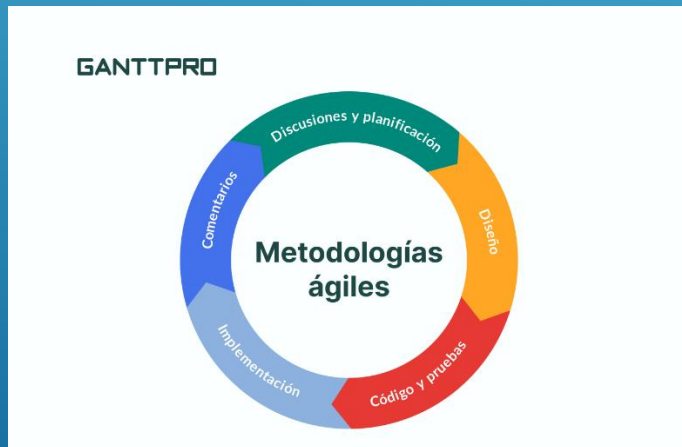 GANTTPRO
Discusiones y planificación
Diseño
Código y pruebas
Implementación
Comentarios
Metodologías
ágiles